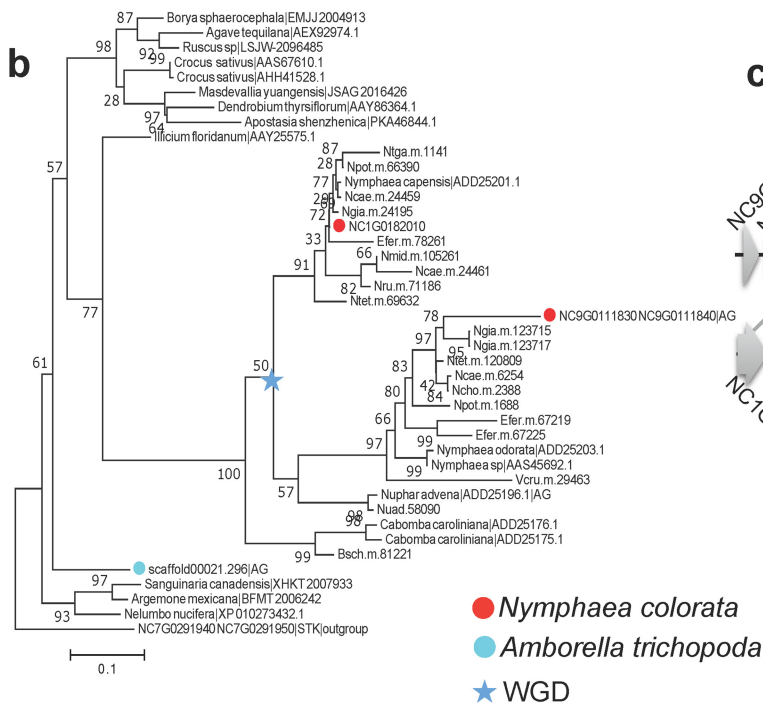 b
c
87
Borya sphaerocephala|EMJJ2004913
Agave tequilana|AEX92974.1
98
92
Ruscus sp|LSJW-2096485
99
Crocus sativus|AAS67610.1
Crocus sativus|AHH41528.1
28
Masdevallia yuangensis|JSAG2016426
Dendrobium thyrsiflorum|AAY86364.1
97
Apostasia shenzhenica|PKA46844.1
64
Illicium floridanum|AAY25575.1
57
87
Ntga.m.1141
28
Npot.m.66390
77
Nymphaea capensis|ADD25201.1
Ncae.m.24459
Ngia.m.24195
72
NC1G0182010
33
Efer.m.78261
66
Nmid.m.105261
91
Ncae.m.24461
82
Nru.m.71186
Ntet.m.69632
77
78
NC9G0111830 NC9G0111840|AG
97
Ngia.m.123715
95
Ngia.m.123717
Ntet.m.120809
83
Ncae.m.6254
42
Ncho.m.2388
84
80
Npot.m.1688
61
50
66
Efer.m.67219
Efer.m.67225
99
97
Nymphaea odorata|ADD25203.1
99
Nymphaea sp|AAS45692.1
100
Vcru.m.29463
57
Nuphar advena|ADD25196.1|AG
98
Nuad.58090
98
Cabomba caroliniana|ADD25176.1
Cabomba caroliniana|ADD25175.1
99
Bsch.m.81221
scaffold00021.296|AG
97
Sanguinaria canadensis|XHKT2007933
Argemone mexicana|BFMT2006242
93
Nelumbo nucifera|XP 010273432.1
NC7G0291940 NC7G0291950|STK|outgroup
0.1
Nymphaea colorata
Amborella trichopoda
WGD